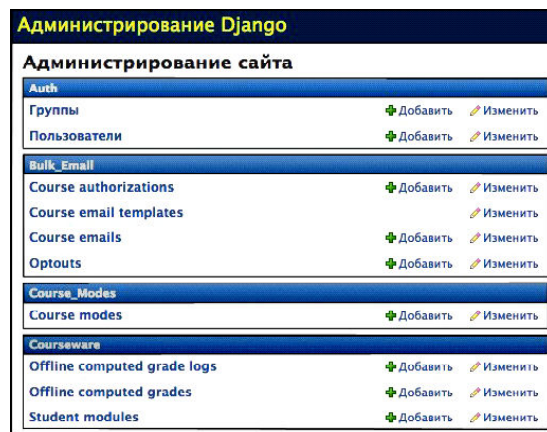 Администрирование Django
Администрирование сайта
Auth
Группы Добавить Изменить
Пользователи Добавить Изменить
Bulk_Email
Course authorizations Добавить Изменить
Course email templates Изменить
Course emails Добавить Изменить
Optouts Добавить Изменить
Course_Modes
Course modes Добавить Изменить
Courseware
Offline computed grade logs Добавить Изменить
Offline computed grades Добавить Изменить
Student modules Добавить Изменить